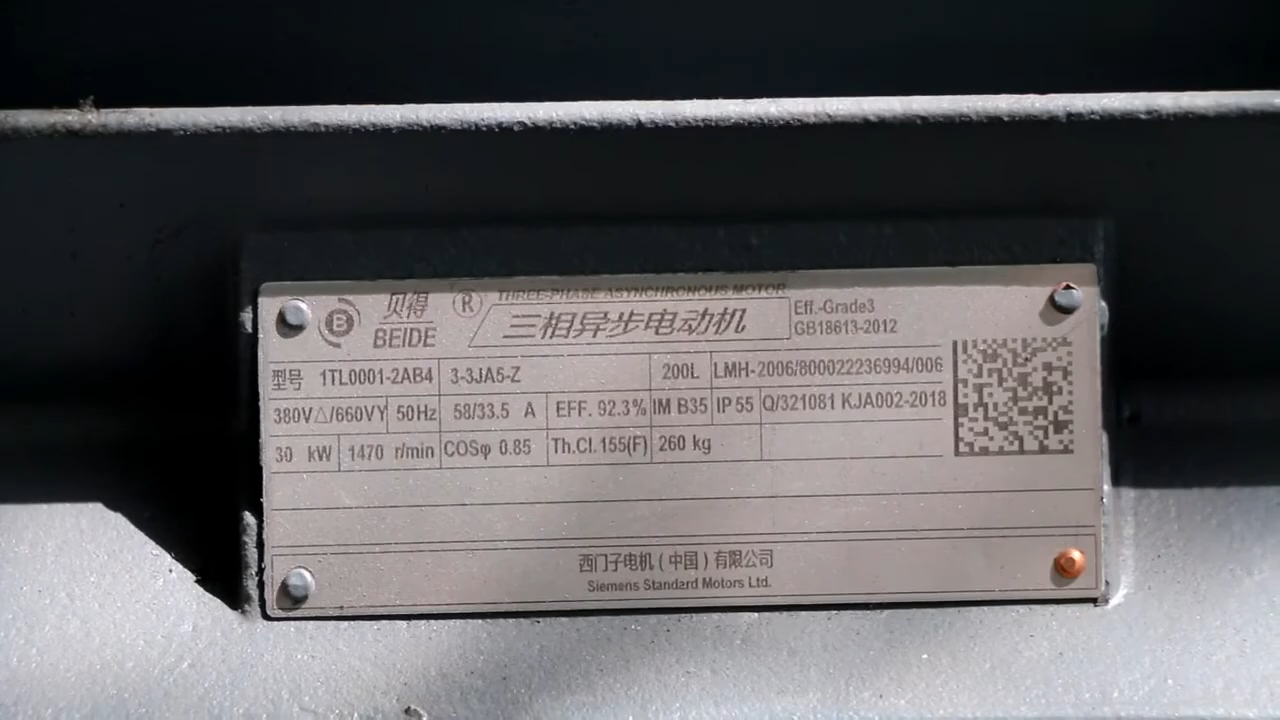 贝得 ® THREE-PHASE ASYNCHRONOUS MOTOR
B BEIDE 三相异步电动机 Eff.-Grade3
GB18613-2012
型号 1TL0001-2AB4 3-3JA5-Z 200L LMH-2006/800022236994/006
380V△/660VY 50Hz 58/33.5 A EFF. 92.3% IM B35 IP 55 Q/321081 KJA002-2018
30 kW 1470 r/min COSφ 0.85 Th.Cl.155(F) 260 kg
西门子电机(中国)有限公司
Siemens Standard Motors Ltd.